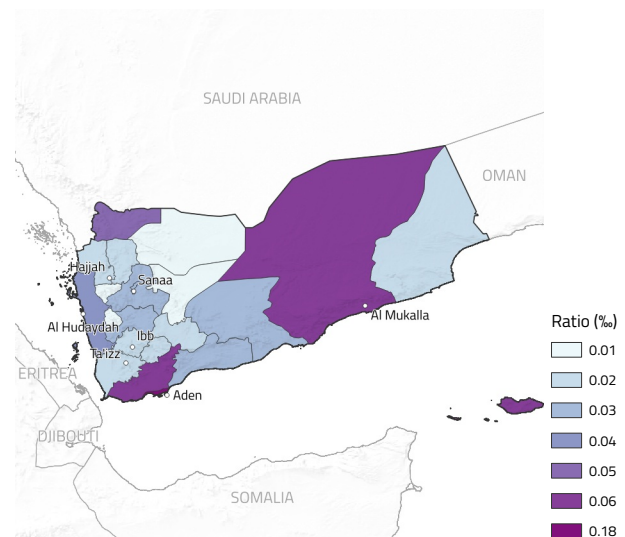 SAUDI ARABIA
OMAN
Hajjah
Sanaa
Al Mukalla
Al Hudaydah
Ibb
Ta'izz
ERITREA
Aden
DJIBOUTI
SOMALIA
Ratio (‰)
0.01
0.02
0.03
0.04
0.05
0.06
0.18